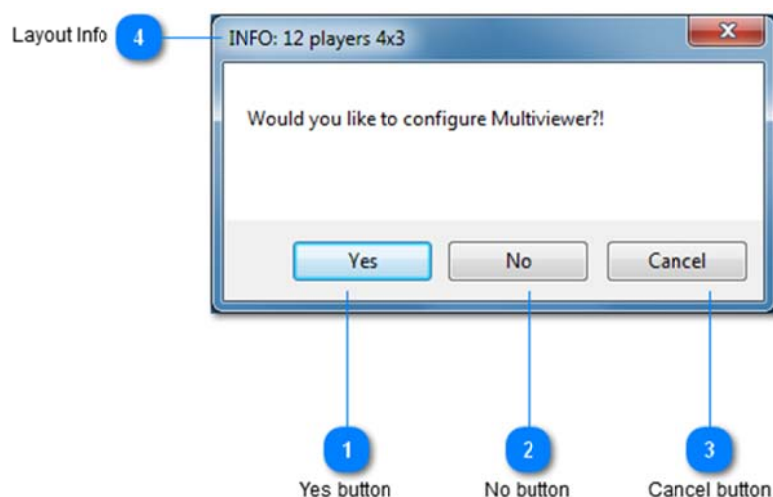 Layout Info
4
INFO: 12 players 4x3
Would you like to configure Multiviewer?!
Yes
No
Cancel
1
2
3
Yes button
No button
Cancel button